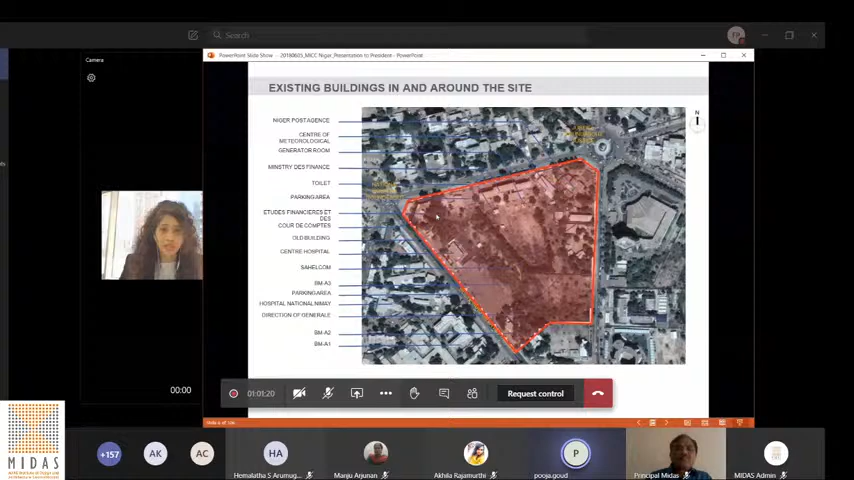 Search
FP
Camera
PowerPoint Slide Show - 20180603_MICC Niger_Presentation to President - PowerPoint
EXISTING BUILDINGS IN AND AROUND THE SITE
N
NIGER POSTAGENCE
CENTRE OF
METEOROLOGICAL
GENERATOR ROOM
MINSTRY DES FINANCE
TOILET
PARKING AREA
ETUDES FINANCIERES ET
DES
COUR DE COMPTES
OLD BUILDING
CENTRE HOSPITAL
SAHELCOM
BM-A3
PARKING AREA
HOSPITAL NATIONAL NIMAY
DIRECTION OF GENERALE
BM-A2
BM-A1
00:00
01:01:20
Request control
+157
AK
AC
HA
Hemalatha S Arumug...
Manju Arjunan
Akhila Rajamurthi
P
pooja.goud
Principal Midas
MIDAS Admin
MIDAS